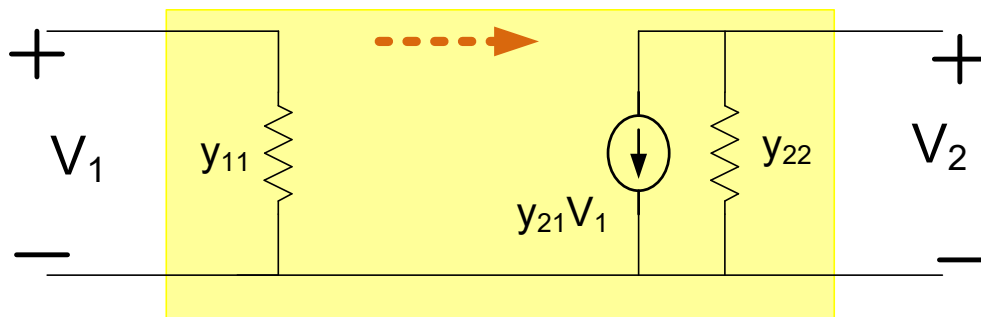 +
+
V₁
y₁₁
y₂₁V₁
y₂₂
V₂
−
−